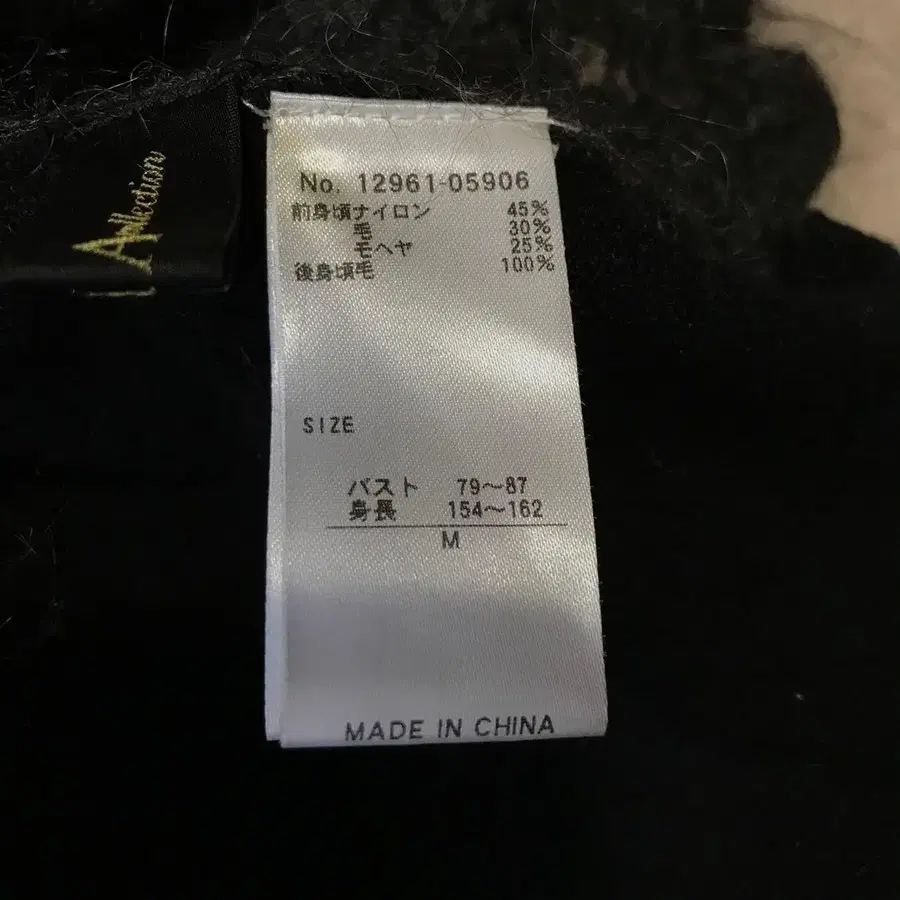 No. 12961-05906
前身頃ナイロン 45%
毛 30%
モヘヤ 25%
後身頃毛 100%
SIZE
バスト 79〜87
身長 154〜162
M
MADE IN CHINA